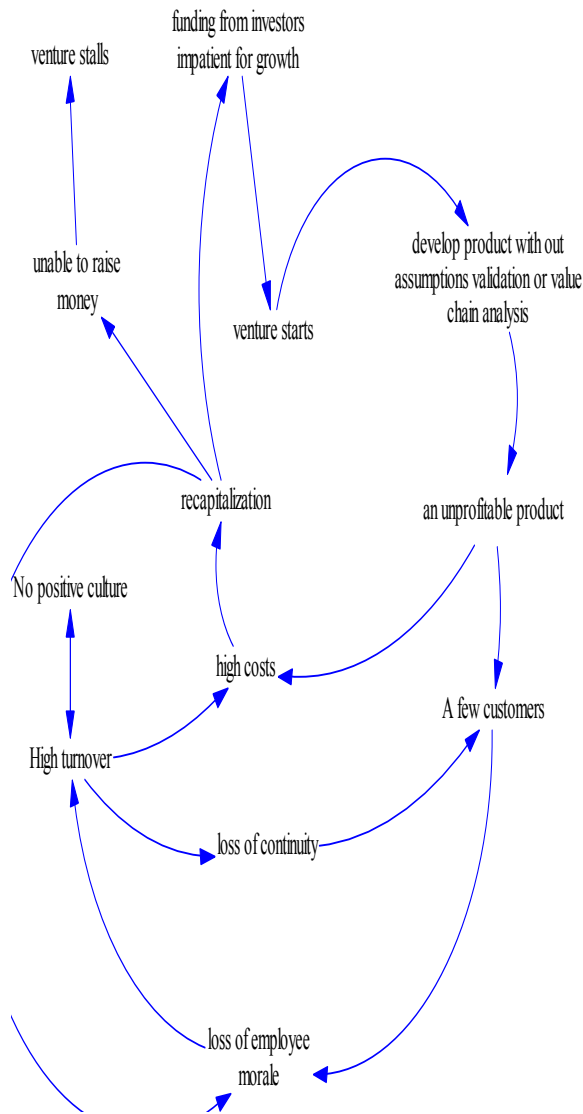 funding from investors
impatient for growth
venture stalls
develop product with out
assumptions validation or value
chain analysis
unable to raise
money
venture starts
recapitalization
an unprofitable product
No positive culture
high costs
A few customers
High turnover
loss of continuity
loss of employee
morale